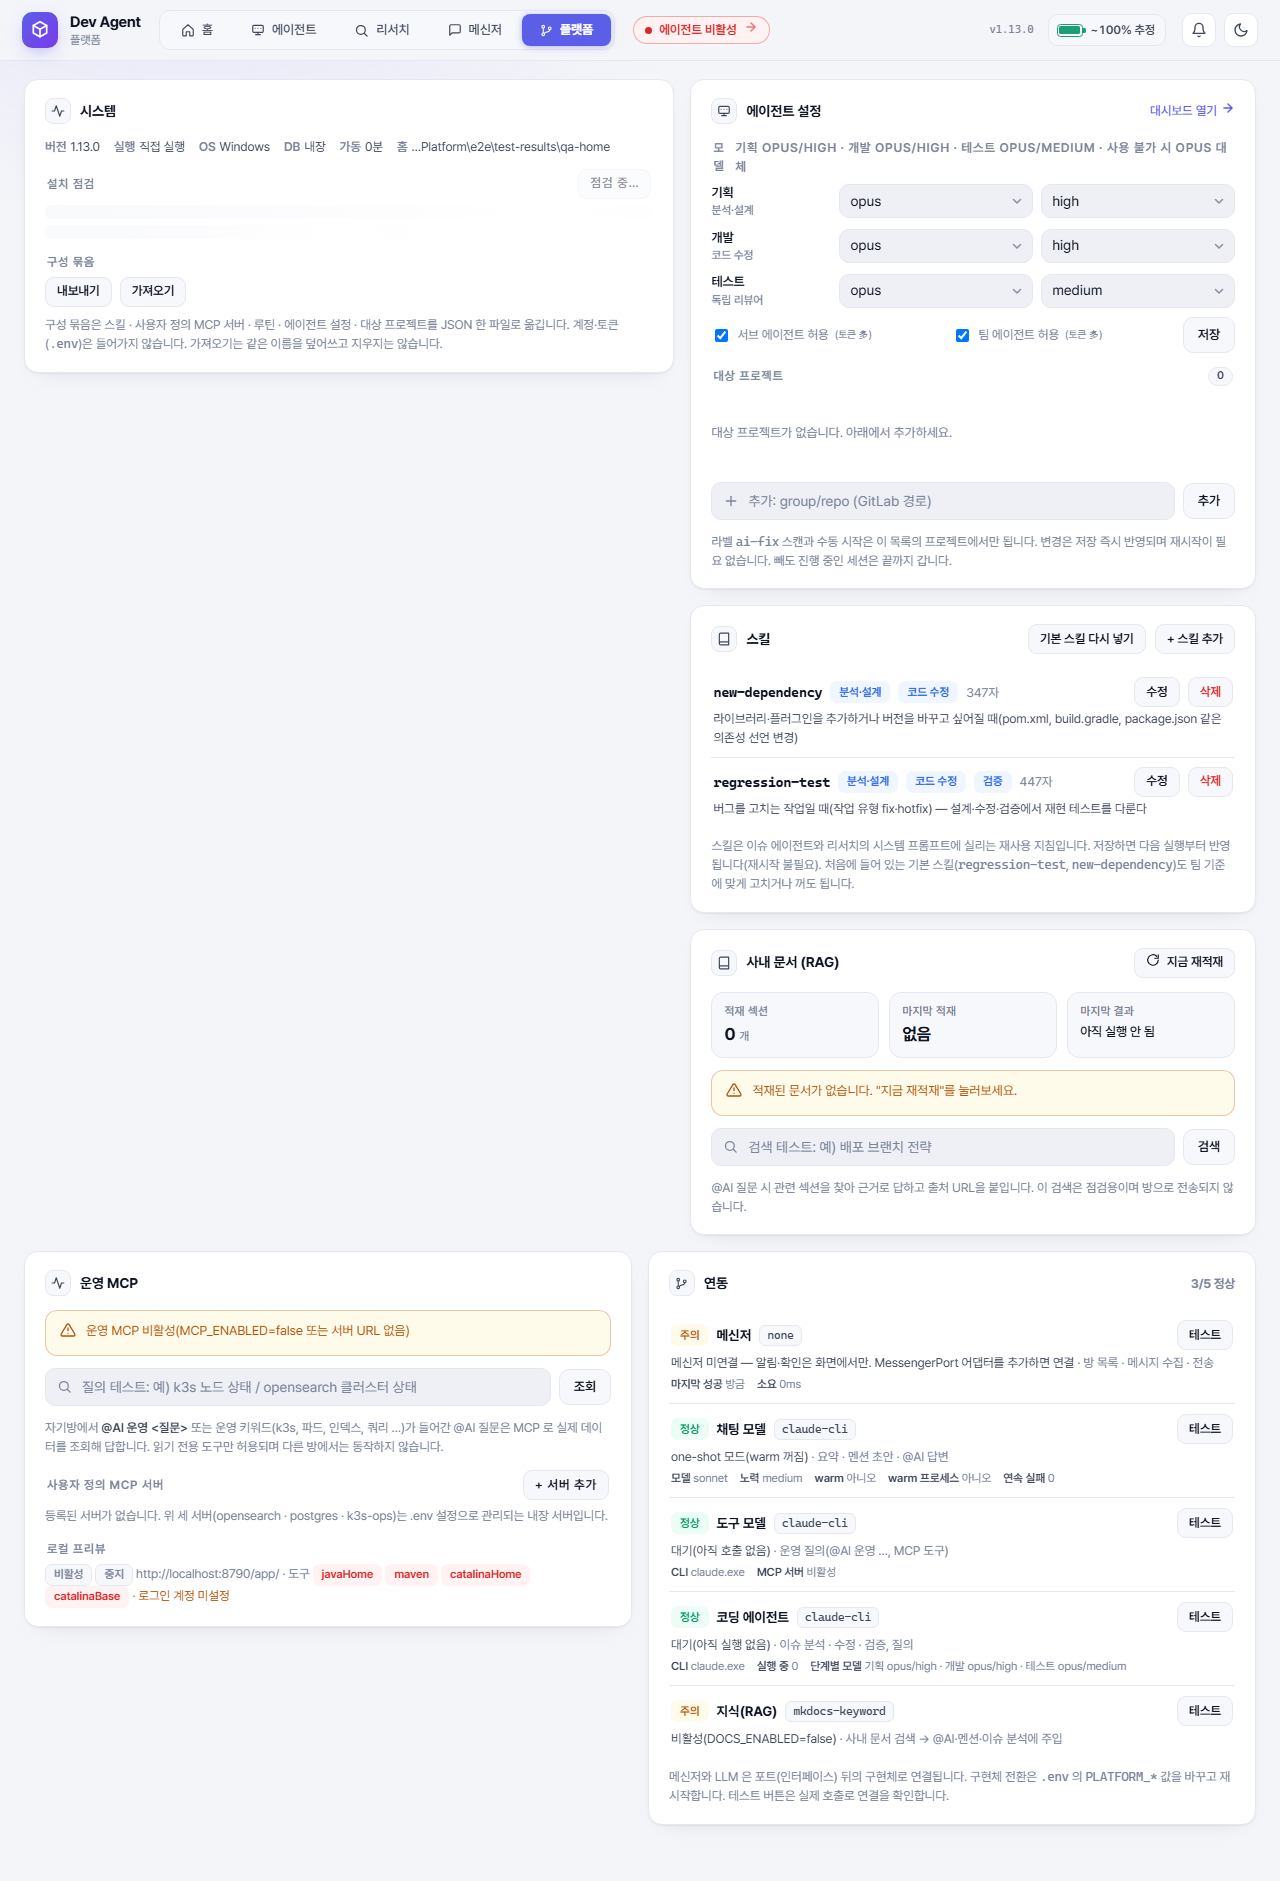 Dev Agent
플랫폼
홈
에이전트
리서치
메신저
플랫폼
에이전트 비활성 →
v1.13.0
~100% 추정
시스템
버전 1.13.0 실행 직접 실행 OS Windows DB 내장 가동 0분 홈 ...Platform\e2e\test-results\qa-home
설치 점검
점검 중...
구성 묶음
내보내기
가져오기
구성 묶음은 스킬 · 사용자 정의 MCP 서버 · 루틴 · 에이전트 설정 · 대상 프로젝트를 JSON 한 파일로 옮깁니다. 계정·토큰
(.env)은 들어가지 않습니다. 가져오기는 같은 이름을 덮어쓰고 지우지는 않습니다.
에이전트 설정
대시보드 열기 →
모델
기획 OPUS/HIGH · 개발 OPUS/HIGH · 테스트 OPUS/MEDIUM · 사용 불가 시 OPUS 대
체
기획
분석·설계
opus
high
개발
코드 수정
opus
high
테스트
독립 리뷰어
opus
medium
서브 에이전트 허용 (토큰 多)
팀 에이전트 허용 (토큰 多)
저장
대상 프로젝트
0
대상 프로젝트가 없습니다. 아래에서 추가하세요.
추가: group/repo (GitLab 경로)
추가
라벨 ai-fix 스캔과 수동 시작은 이 목록의 프로젝트에서만 됩니다. 변경은 저장 즉시 반영되며 재시작이 필
요 없습니다. 빼도 진행 중인 세션은 끝까지 갑니다.
스킬
기본 스킬 다시 넣기
+ 스킬 추가
new-dependency 분석·설계 코드 수정 347자
수정
삭제
라이브러리·플러그인을 추가하거나 버전을 바꾸고 싶어질 때(pom.xml, build.gradle, package.json 같은
의존성 선언 변경)
regression-test 분석·설계 코드 수정 검증 447자
수정
삭제
버그를 고치는 작업일 때(작업 유형 fix·hotfix) — 설계·수정·검증에서 재현 테스트를 다룬다
스킬은 이슈 에이전트와 리서치의 시스템 프롬프트에 실리는 재사용 지침입니다. 저장하면 다음 실행부터 반영
됩니다(재시작 불필요). 처음에 들어 있는 기본 스킬(regression-test, new-dependency)도 팀 기준
에 맞게 고치거나 꺼도 됩니다.
사내 문서 (RAG)
지금 재적재
적재 섹션
0 개
마지막 적재
없음
마지막 결과
아직 실행 안 됨
적재된 문서가 없습니다. "지금 재적재"를 눌러보세요.
검색 테스트: 예) 배포 브랜치 전략
검색
@AI 질문 시 관련 섹션을 찾아 근거로 답하고 출처 URL을 붙입니다. 이 검색은 점검용이며 방으로 전송되지 않
습니다.
운영 MCP
운영 MCP 비활성(MCP_ENABLED=false 또는 서버 URL 없음)
질의 테스트: 예) k3s 노드 상태 / opensearch 클러스터 상태
조회
자기방에서 @AI 운영 <질문> 또는 운영 키워드(k3s, 파드, 인덱스, 쿼리 ...)가 들어간 @AI 질문은 MCP 로 실제 데이
터를 조회해 답합니다. 읽기 전용 도구만 허용되며 다른 방에서는 동작하지 않습니다.
사용자 정의 MCP 서버
+ 서버 추가
등록된 서버가 없습니다. 위 세 서버(opensearch · postgres · k3s-ops)는 .env 설정으로 관리되는 내장 서버입니다.
로컬 프리뷰
비활성 중지 http://localhost:8790/app/ · 도구 javaHome maven catalinaHome
catalinaBase · 로그인 계정 미설정
연동
3/5 정상
주의 메신저 none
테스트
메신저 미연결 — 알림·확인은 화면에서만. MessengerPort 어댑터를 추가하면 연결 · 방 목록 · 메시지 수집 · 전송
마지막 성공 방금 소요 0ms
정상 채팅 모델 claude-cli
테스트
one-shot 모드(warm 꺼짐) · 요약 · 멘션 초안 · @AI 답변
모델 sonnet 노력 medium warm 아니오 warm 프로세스 아니오 연속 실패 0
정상 도구 모델 claude-cli
테스트
대기(아직 호출 없음) · 운영 질의(@AI 운영 ..., MCP 도구)
CLI claude.exe MCP 서버 비활성
정상 코딩 에이전트 claude-cli
테스트
대기(아직 실행 없음) · 이슈 분석 · 수정 · 검증, 질의
CLI claude.exe 실행 중 0 단계별 모델 기획 opus/high · 개발 opus/high · 테스트 opus/medium
주의 지식(RAG) mkdocs-keyword
테스트
비활성(DOCS_ENABLED=false) · 사내 문서 검색 → @AI·멘션·이슈 분석에 주입
메신저와 LLM 은 포트(인터페이스) 뒤의 구현체로 연결됩니다. 구현체 전환은 .env 의 PLATFORM_* 값을 바꾸고 재
시작합니다. 테스트 버튼은 실제 호출로 연결을 확인합니다.